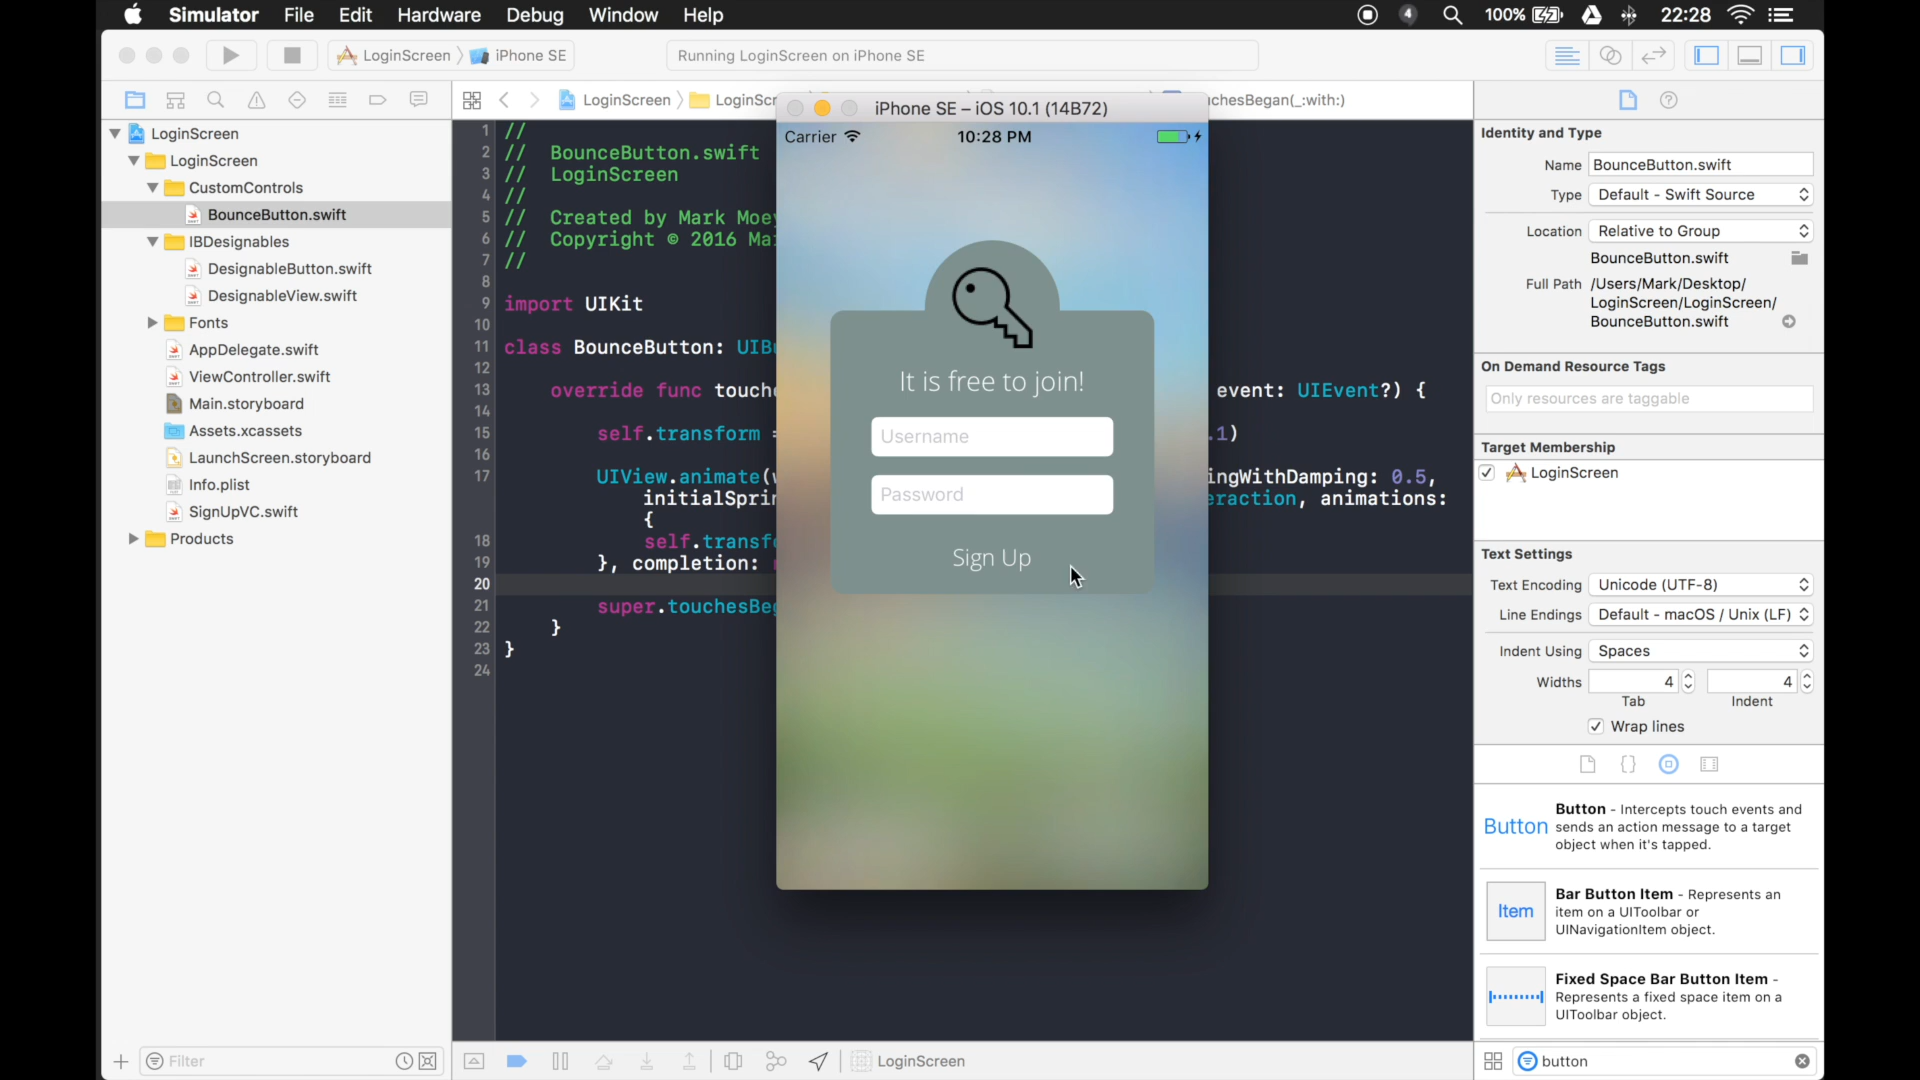 Simulator File Edit Hardware Debug Window Help 4 100% 22:28
LoginScreen iPhone SE Running LoginScreen on iPhone SE
LoginScreen chesBegan(_:with:)
LoginScreen
LoginScreen
CustomControls
BounceButton.swift
IBDesignables
DesignableButton.swift
DesignableView.swift
Fonts
AppDelegate.swift
ViewController.swift
Main.storyboard
Assets.xcassets
LaunchScreen.storyboard
Info.plist
SignUpVC.swift
Products
Filter
1 //
2 // BounceButton.swift
3 // LoginScreen
4 //
5 // Created by Mark
6 // Copyright © 2016
7 //
8
9 import UIKit
10
11 class BounceButton:
12
13 override func event: UIEvent?) {
14
15 self.transform .1)
16
17 UIView.animate( ingWithDamping: 0.5,
animations:
{
18
19 }, completion:
20
21
22 }
23 }
24
iPhone SE – iOS 10.1 (14B72)
Carrier 10:28 PM
It is free to join!
Username
Password
Sign Up
LoginScreen
Identity and Type
Name BounceButton.swift
Type Default - Swift Source
Location Relative to Group
BounceButton.swift
Full Path /Users/Mark/Desktop/
LoginScreen/LoginScreen/
BounceButton.swift
On Demand Resource Tags
Only resources are taggable
Target Membership
LoginScreen
Text Settings
Text Encoding Unicode (UTF-8)
Line Endings Default - macOS / Unix (LF)
Indent Using Spaces
Widths 4 4
Tab Indent
Wrap lines
Button
Button - Intercepts touch events and
sends an action message to a target
object when it's tapped.
Item
Bar Button Item - Represents an
item on a UIToolbar or
UINavigationItem object.
Fixed Space Bar Button Item -
Represents a fixed space item on a
UIToolbar object.
button